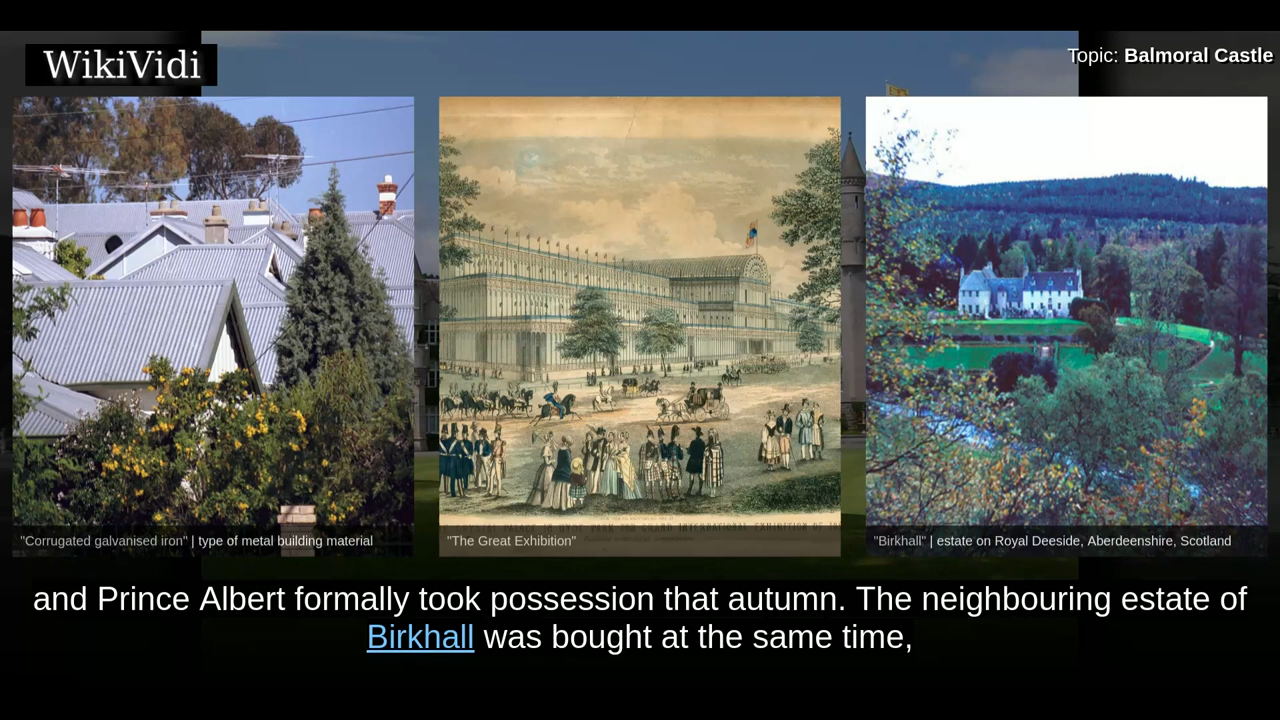 WikiVidi
Topic: Balmoral Castle
"Corrugated galvanised iron" | type of metal building material
"The Great Exhibition"
"Birkhall" | estate on Royal Deeside, Aberdeenshire, Scotland
and Prince Albert formally took possession that autumn. The neighbouring estate of
Birkhall was bought at the same time,